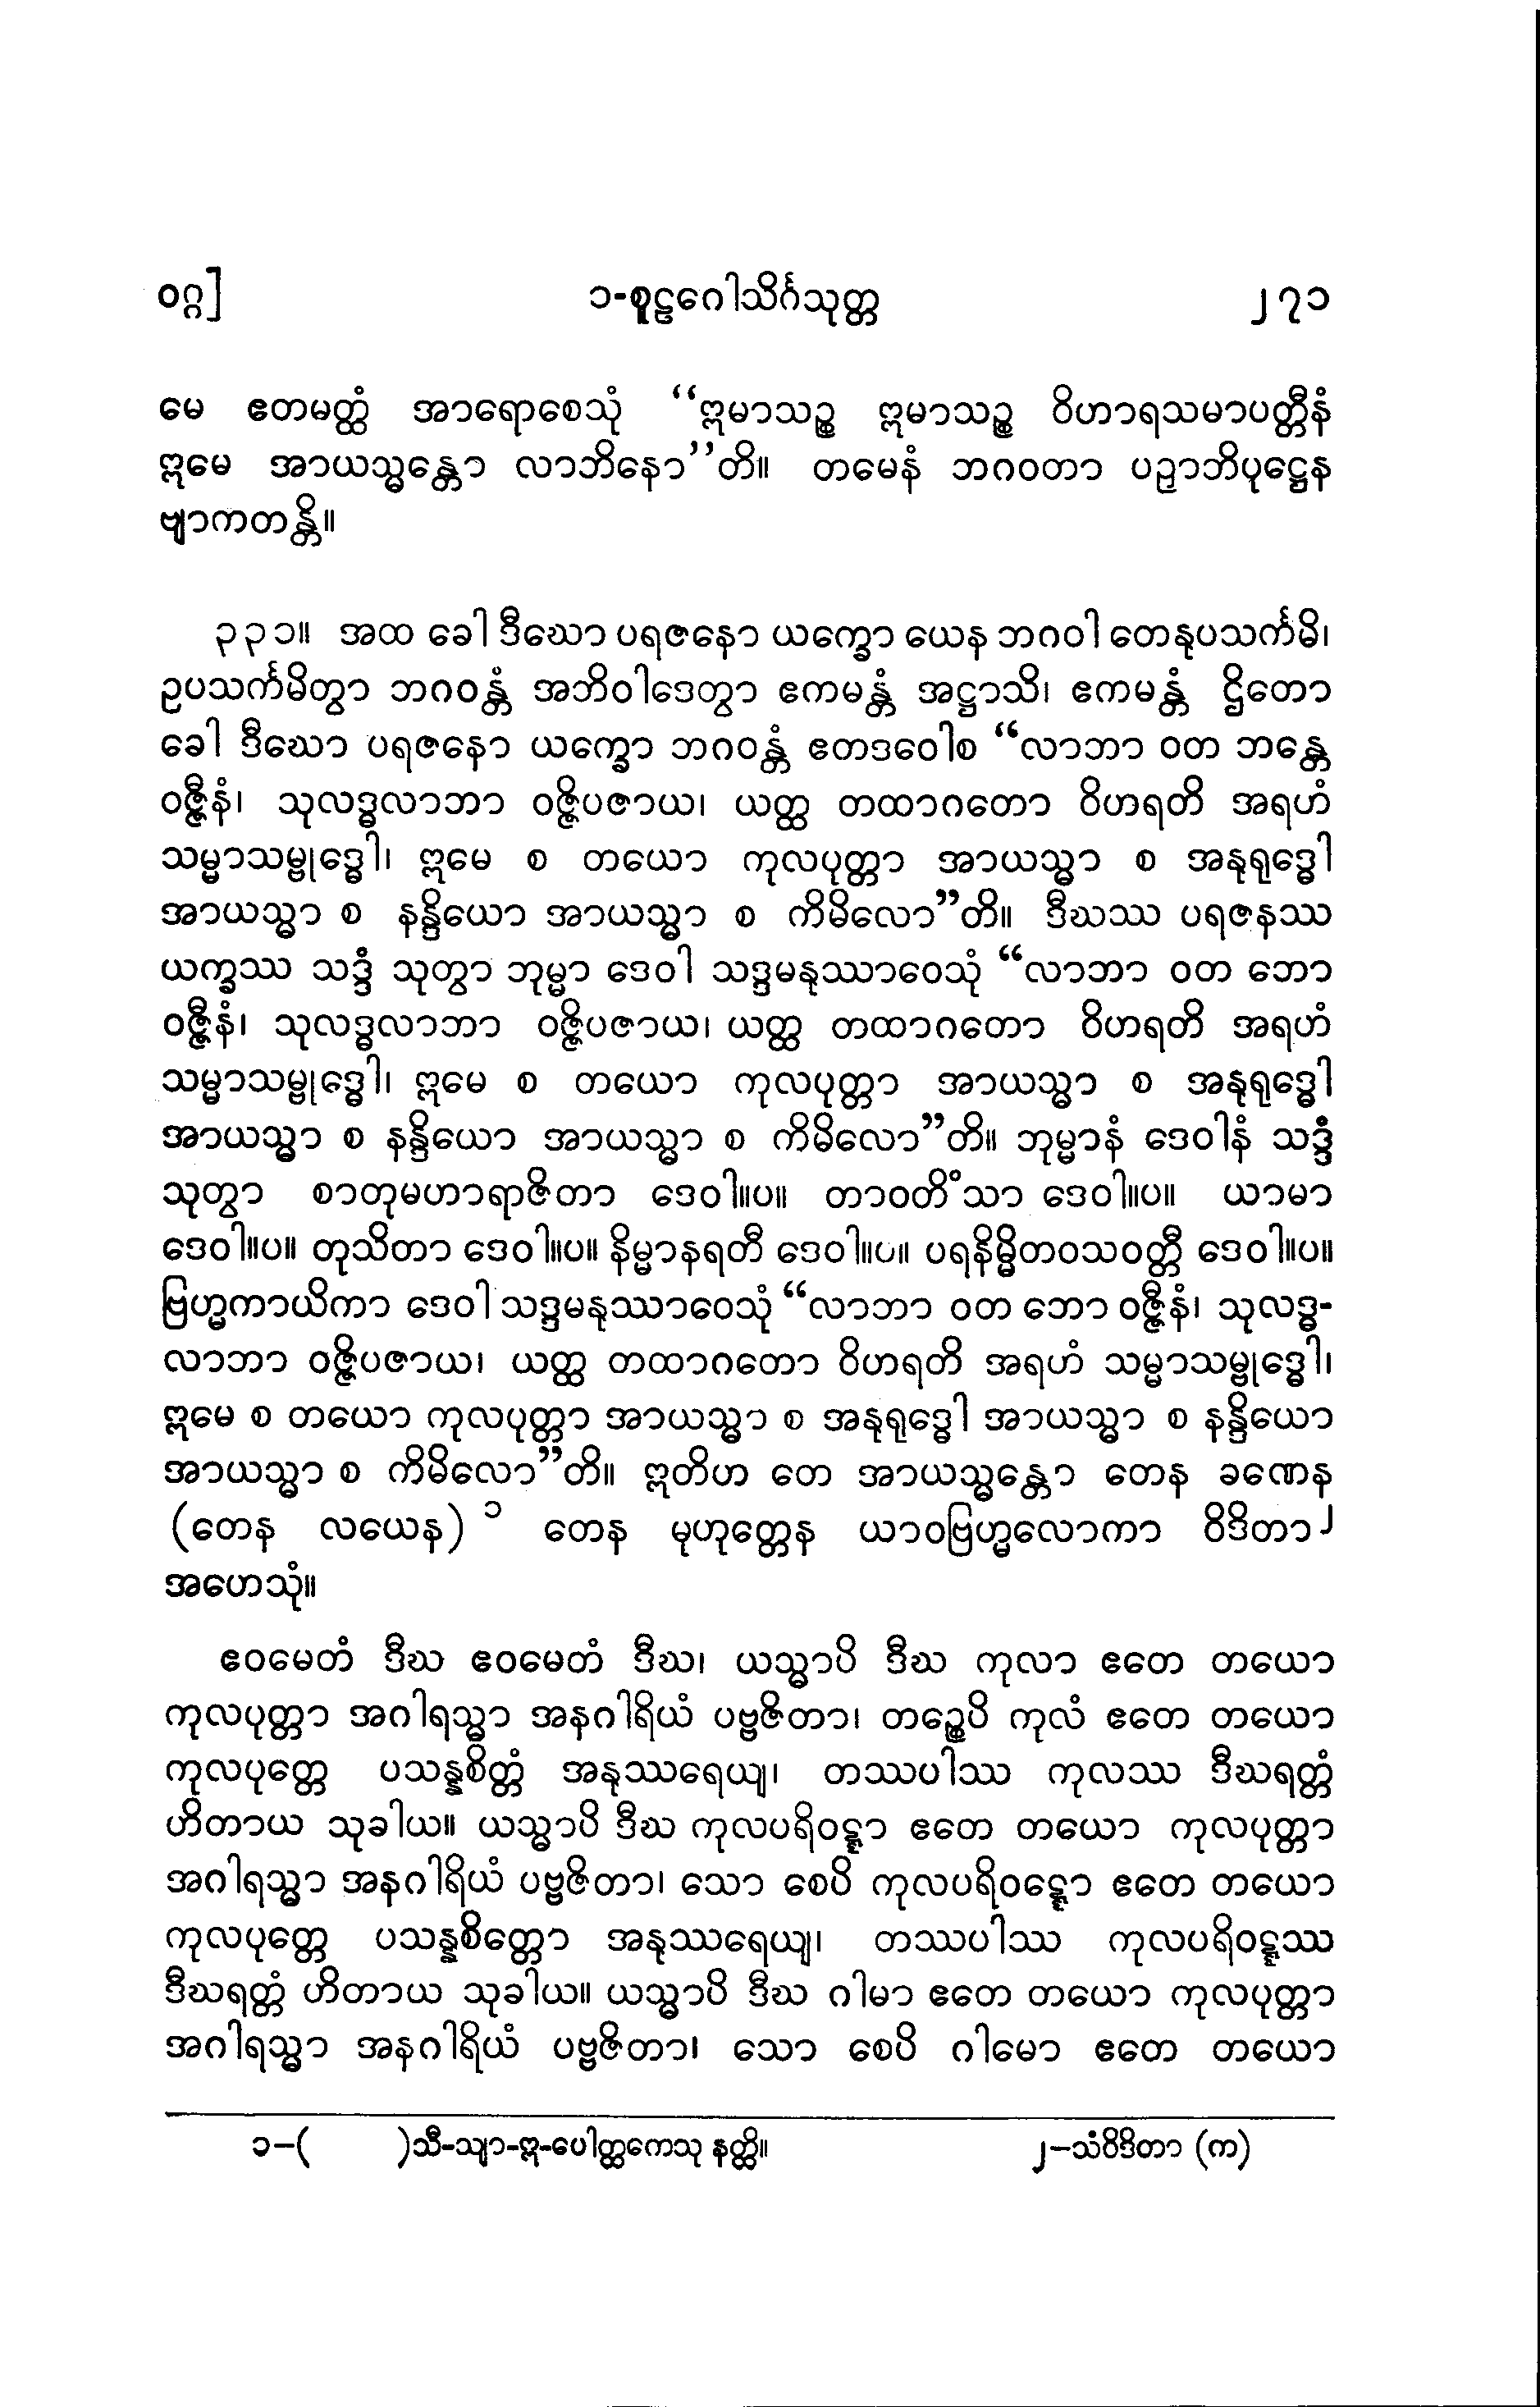 ဝဂ္ဂ] ၁-စူဠဂေါသိင်္ဂသုတ္တ ၂၇၁
မေ ဧတမတ္ထံ အာရောစေသုံ “ဣမာသဉ္စ ဣမာသဉ္စ ဝိဟာရသမာပတ္တီနံ
ဣမေ အာယသ္မန္တော လာဘိနော”တိ။ တမေနံ ဘဂဝတာ ပဉှာဘိပုဋ္ဌေန
ဗျာကတန္တိ။
၃၃၁။ အထ ခေါ ဒီဃော ပရဇနော ယက္ခော ယေန ဘဂဝါ တေနုပသင်္ကမိ၊
ဥပသင်္ကမိတွာ ဘဂဝန္တံ အဘိဝါဒေတွာ ဧကမန္တံ အဋ္ဌာသိ၊ ဧကမန္တံ ဌိတော
ခေါ ဒီဃော ပရဇနော ယက္ခော ဘဂဝန္တံ ဧတဒဝေါစ “လာဘာ ဝတ ဘန္တေ
ဝဇ္ဇီနံ၊ သုလဒ္ဓလာဘာ ဝဇ္ဇိပဇာယ၊ ယတ္ထ တထာဂတော ဝိဟရတိ အရဟံ
သမ္မာသမ္ဗုဒ္ဓေါ၊ ဣမေ စ တယော ကုလပုတ္တာ အာယသ္မာ စ အနုရုဒ္ဓေါ
အာယသ္မာ စ နန္ဒိယော အာယသ္မာ စ ကိမိလော”တိ။ ဒီဃဿ ပရဇနဿ
ယက္ခဿ သဒ္ဒံ သုတွာ ဘုမ္မာ ဒေဝါ သဒ္ဒမနုဿာဝေသုံ “လာဘာ ဝတ ဘော
ဝဇ္ဇီနံ၊ သုလဒ္ဓလာဘာ ဝဇ္ဇိပဇာယ၊ ယတ္ထ တထာဂတော ဝိဟရတိ အရဟံ
သမ္မာသမ္ဗုဒ္ဓေါ၊ ဣမေ စ တယော ကုလပုတ္တာ အာယသ္မာ စ အနုရုဒ္ဓေါ
အာယသ္မာ စ နန္ဒိယော အာယသ္မာ စ ကိမိလော”တိ။ ဘုမ္မာနံ ဒေဝါနံ သဒ္ဒံ
သုတွာ စာတုမဟာရာဇိတာ ဒေဝါ။ပ။ တာဝတိံသာ ဒေဝါ။ပ။ ယာမာ
ဒေဝါ။ပ။ တုသိတာ ဒေဝါ။ပ။ နိမ္မာနရတီ ဒေဝါ။ပ။ ပရနိမ္မိတဝသဝတ္တီ ဒေဝါ။ပ။
ဗြဟ္မကာယိကာ ဒေဝါ သဒ္ဒမနုဿာဝေသုံ “လာဘာ ဝတ ဘော ဝဇ္ဇီနံ၊ သုလဒ္ဓ-
လာဘာ ဝဇ္ဇိပဇာယ၊ ယတ္ထ တထာဂတော ဝိဟရတိ အရဟံ သမ္မာသမ္ဗုဒ္ဓေါ၊
ဣမေ စ တယော ကုလပုတ္တာ အာယသ္မာ စ အနုရုဒ္ဓေါ အာယသ္မာ စ နန္ဒိယော
အာယသ္မာ စ ကိမိလော”တိ။ ဣတိဟ တေ အာယသ္မန္တော တေန ခဏေန
(တေန လယေန) ၁ တေန မုဟုတ္တေန ယာဝဗြဟ္မလောကာ ဝိဒိတာ၂
အဟေသုံ။
ဧဝမေတံ ဒီဃ ဧဝမေတံ ဒီဃ၊ ယသ္မာပိ ဒီဃ ကုလာ ဧတေ တယော
ကုလပုတ္တာ အဂါရသ္မာ အနဂါရိယံ ပဗ္ဗဇိတာ၊ တဉ္စေပိ ကုလံ ဧတေ တယော
ကုလပုတ္တေ ပသန္နစိတ္တံ အနုဿရေယျ၊ တဿပါဿ ကုလဿ ဒီဃရတ္တံ
ဟိတာယ သုခါယ။ ယသ္မာပိ ဒီဃ ကုလပရိဝဋ္ဋာ ဧတေ တယော ကုလပုတ္တာ
အဂါရသ္မာ အနဂါရိယံ ပဗ္ဗဇိတာ၊ သော စေပိ ကုလပရိဝဋ္ဋော ဧတေ တယော
ကုလပုတ္တေ ပသန္နစိတ္တော အနုဿရေယျ၊ တဿပါဿ ကုလပရိဝဋ္ဋဿ
ဒီဃရတ္တံ ဟိတာယ သုခါယ။ ယသ္မာပိ ဒီဃ ဂါမာ ဧတေ တယော ကုလပုတ္တာ
အဂါရသ္မာ အနဂါရိယံ ပဗ္ဗဇိတာ၊ သော စေပိ ဂါမော ဧတေ တယော
၁-( )သီ-သျာ-ဣ-ပေါတ္ထကေသု နတ္ထိ။ ၂-သံဝိဒိတာ (က)